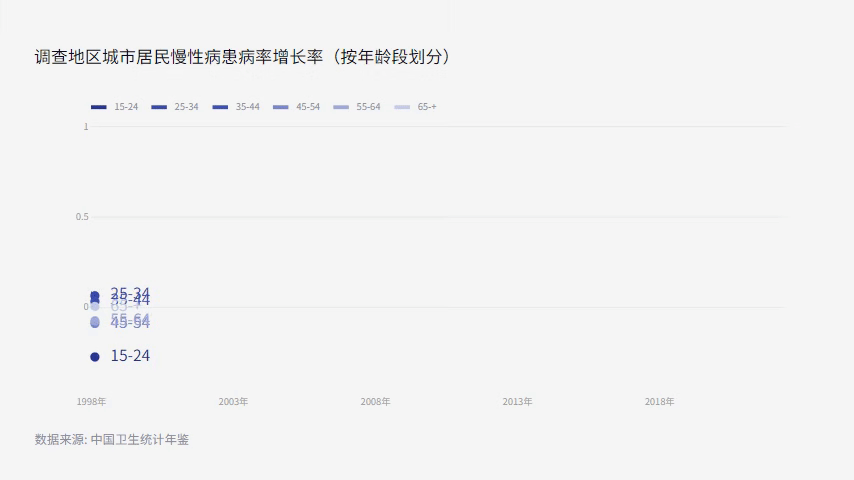 调查地区城市居民慢性病患病率增长率（按年龄段划分）
15-24 25-34 35-44 45-54 55-64 65-+
1
0.5
25-34
35-44
65-+
0
55-64
45-54
15-24
1998年 2003年 2008年 2013年 2018年
数据来源: 中国卫生统计年鉴